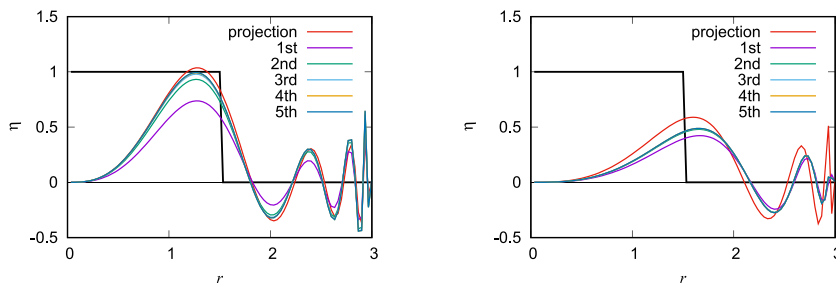 1.5
1
0.5
0
-0.5
η
projection
1st
2nd
3rd
4th
5th
0 1 2 3
r
1.5
1
0.5
0
-0.5
η
projection
1st
2nd
3rd
4th
5th
0 1 2 3
r